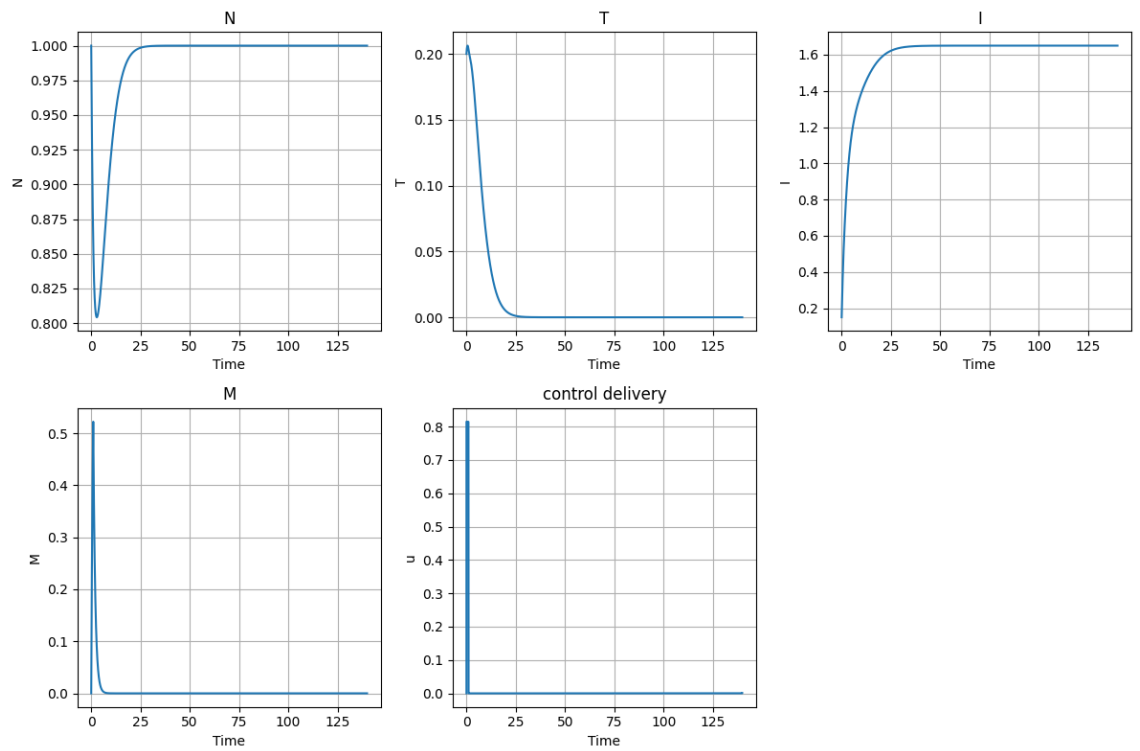 N
1.000
0.975
0.950
0.925
0.900
0.875
0.850
0.825
0.800
N
0 25 50 75 100 125
Time
T
0.20
0.15
0.10
0.05
0.00
T
0 25 50 75 100 125
Time
I
1.6
1.4
1.2
1.0
0.8
0.6
0.4
0.2
I
0 25 50 75 100 125
Time
M
0.5
0.4
0.3
0.2
0.1
0.0
M
0 25 50 75 100 125
Time
control delivery
0.8
0.7
0.6
0.5
0.4
0.3
0.2
0.1
0.0
u
0 25 50 75 100 125
Time